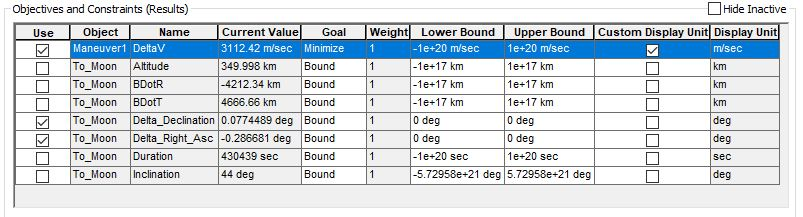 Objectives and Constraints (Results)
Hide Inactive
Use Object Name Current Value Goal Weight Lower Bound Upper Bound Custom Display Unit Display Unit
Maneuver1 DeltaV 3112.42 m/sec Minimize 1 -1e+20 m/sec 1e+20 m/sec m/sec
To_Moon Altitude 349.998 km Bound 1 -1e+17 km 1e+17 km km
To_Moon BDotR -4212.34 km Bound 1 -1e+17 km 1e+17 km km
To_Moon BDotT 4666.66 km Bound 1 -1e+17 km 1e+17 km km
To_Moon Delta_Declination 0.0774489 deg Bound 1 0 deg 0 deg deg
To_Moon Delta_Right_Asc -0.286681 deg Bound 1 0 deg 0 deg deg
To_Moon Duration 430439 sec Bound 1 -1e+20 sec 1e+20 sec sec
To_Moon Inclination 44 deg Bound 1 -5.72958e+21 deg 5.72958e+21 deg deg